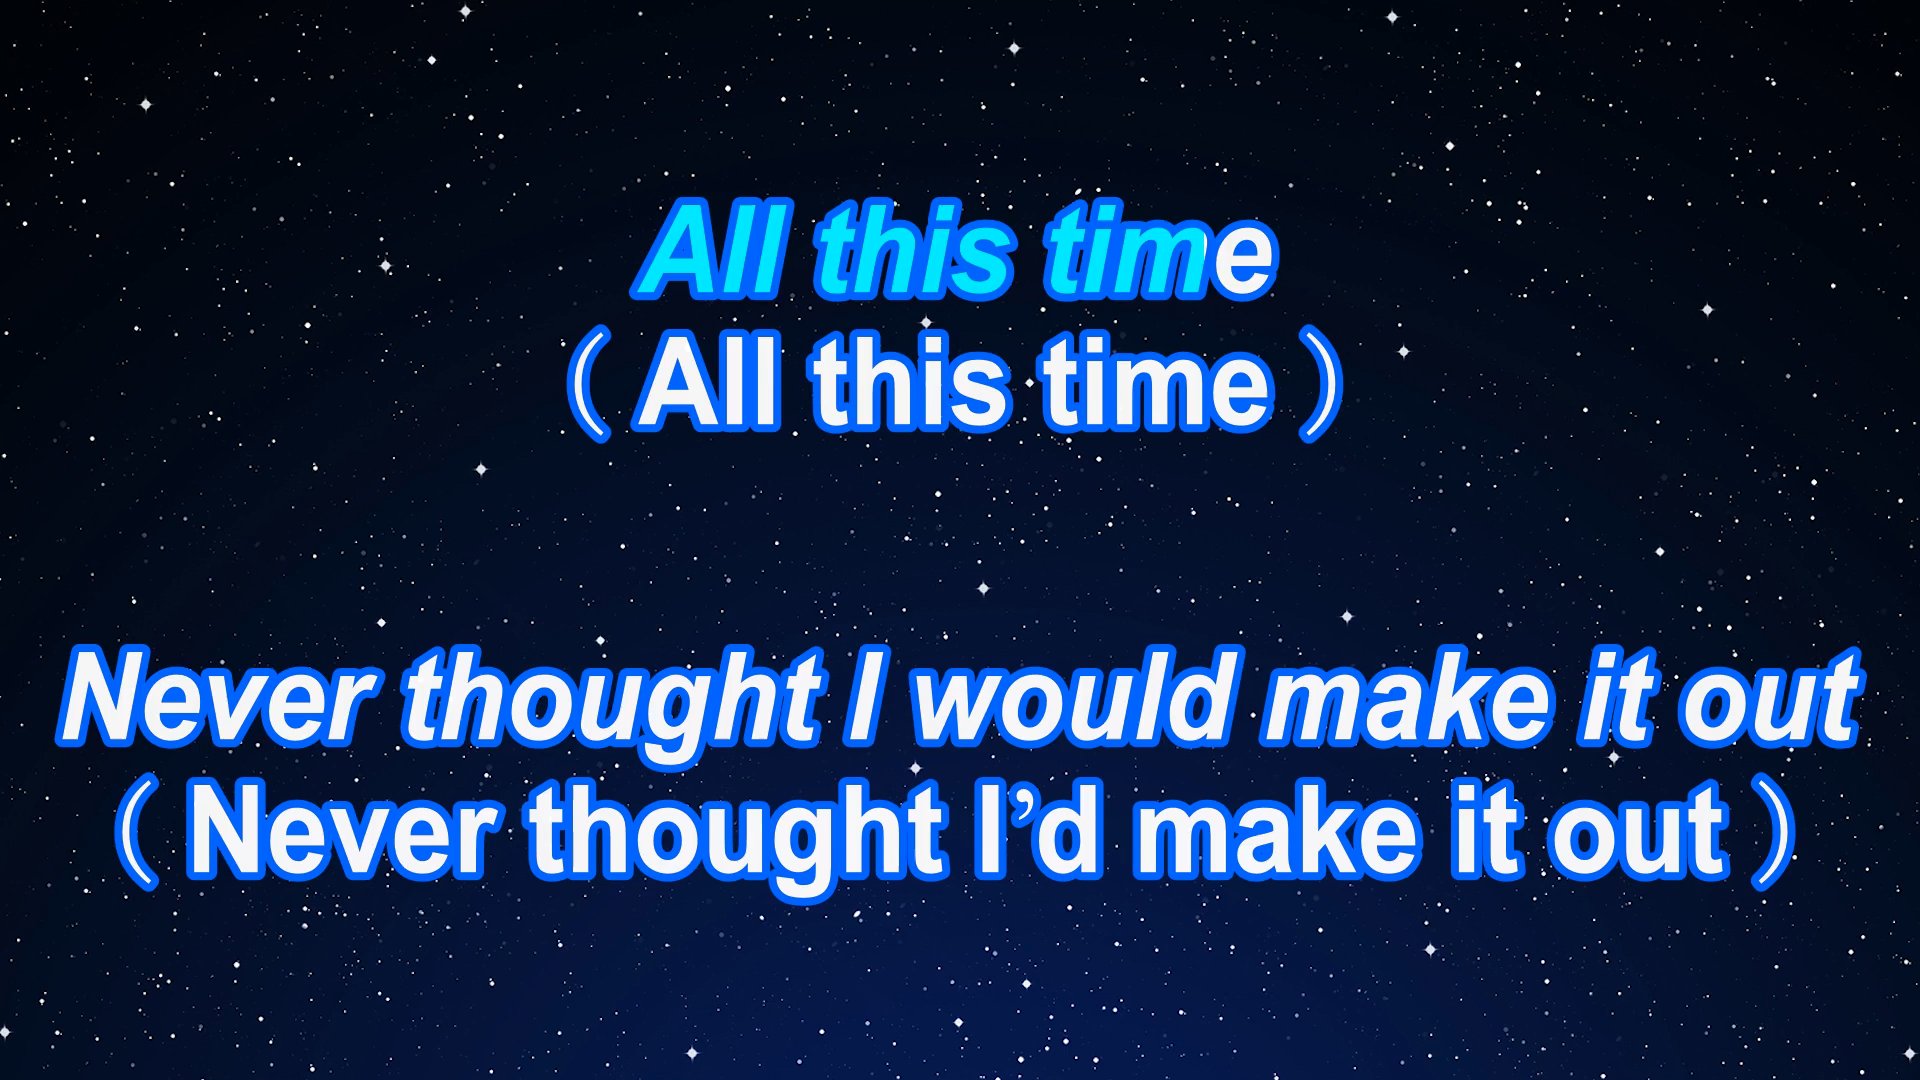 All this time
( All this time )
Never thought I would make it out
( Never thought I’d make it out )